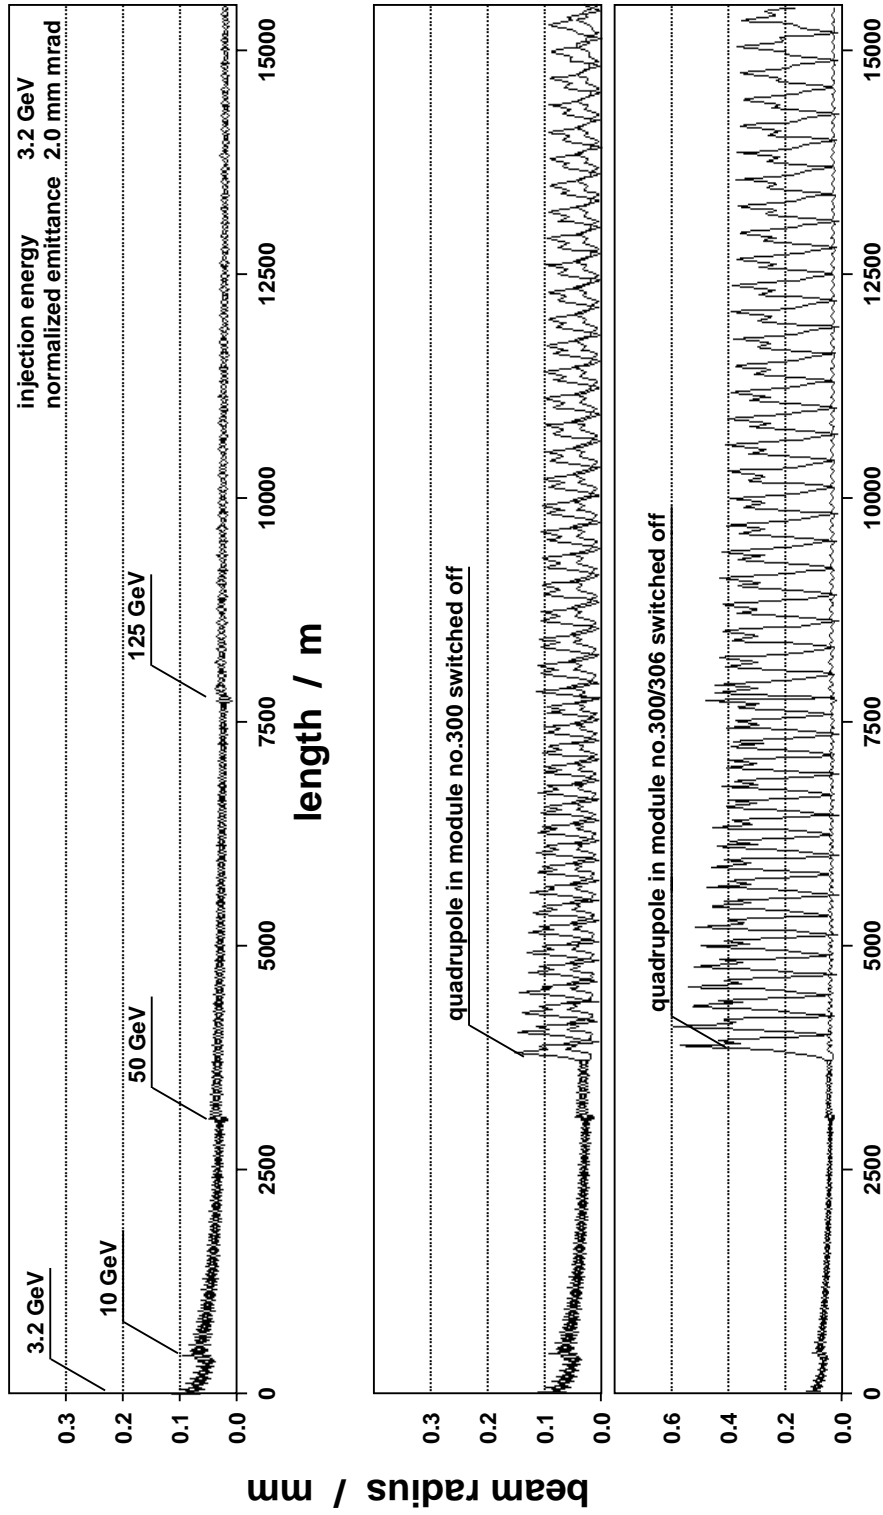 injection energy 3.2 GeV
normalized emittance 2.0 mm mrad
3.2 GeV
10 GeV
50 GeV
125 GeV
0.3
0.2
0.1
0.0
0 2500 5000 7500 10000 12500 15000
length / m
beam radius / mm
quadrupole in module no.300 switched off
0.3
0.2
0.1
0.0
quadrupole in module no.300/306 switched off
0.6
0.4
0.2
0.0
0 2500 5000 7500 10000 12500 15000